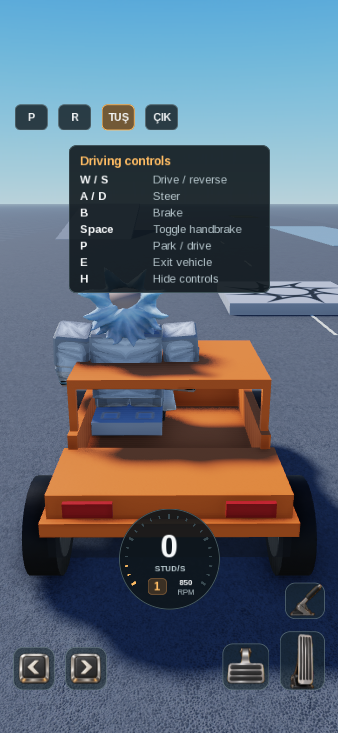 P R TUŞ ÇIK
Driving controls
W / S Drive / reverse
A / D Steer
B Brake
Space Toggle handbrake
P Park / drive
E Exit vehicle
H Hide controls
0
STUD/S
1 850
RPM